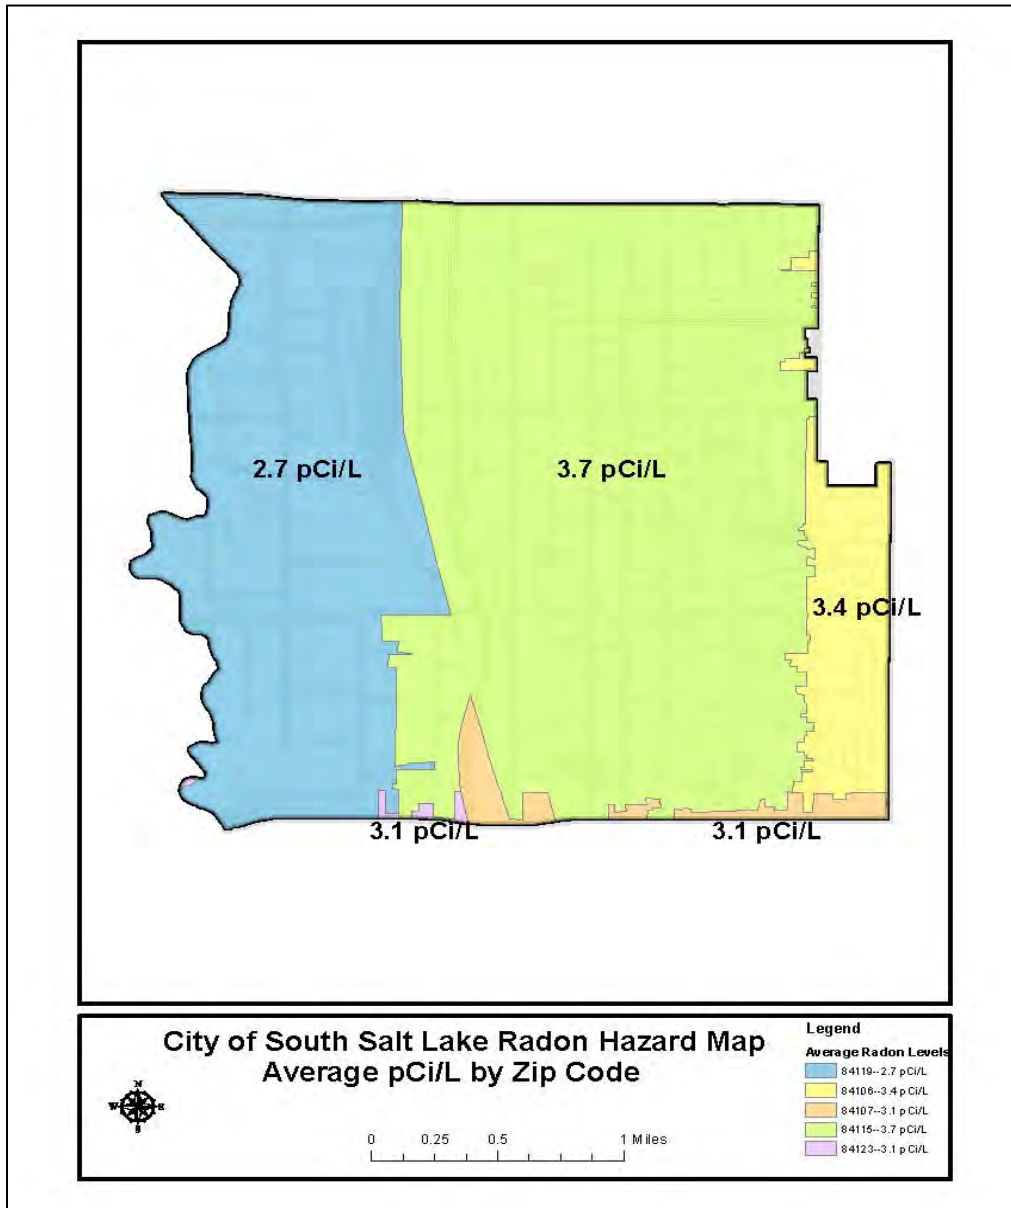 2.7 pCi/L
3.7 pCi/L
3.4 pCi/L
3.1 pCi/L
3.1 pCi/L
City of South Salt Lake Radon Hazard Map
Average pCi/L by Zip Code
N
W
E
S
0 0.25 0.5 1 Miles
Legend
Average Radon Levels
84119--2.7 pCi/L
84106--3.4 pCi/L
84107--3.1 pCi/L
84115--3.7 pCi/L
84123--3.1 pCi/L